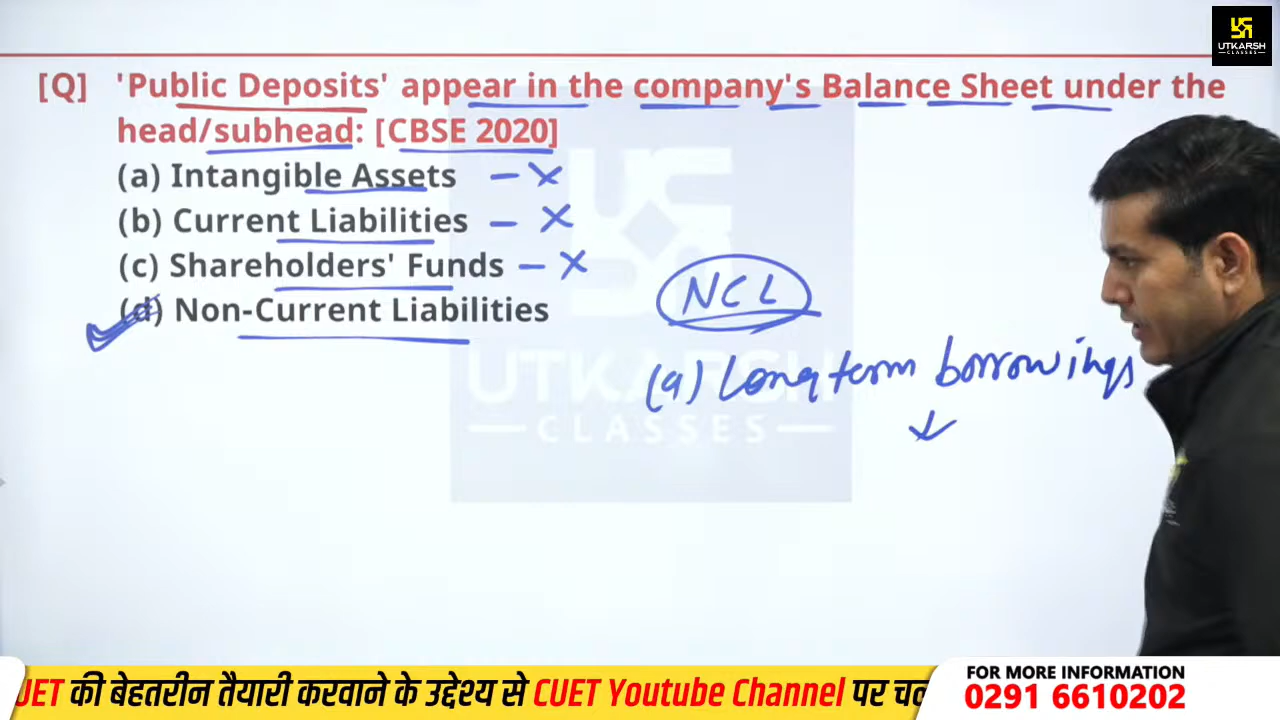 UTKARSH
CLASSES
[Q] 'Public Deposits' appear in the company's Balance Sheet under the
head/subhead: [CBSE 2020]
(a) Intangible Assets – ×
(b) Current Liabilities – ×
(c) Shareholders' Funds – ×
(d) Non-Current Liabilities
NCL
(a) Long term borrowings
UTKARSH
CLASSES
की बेहतरीन तैयारी करवाने के उद्देश्य से CUET Youtube Channel पर
FOR MORE INFORMATION
0291 6610202